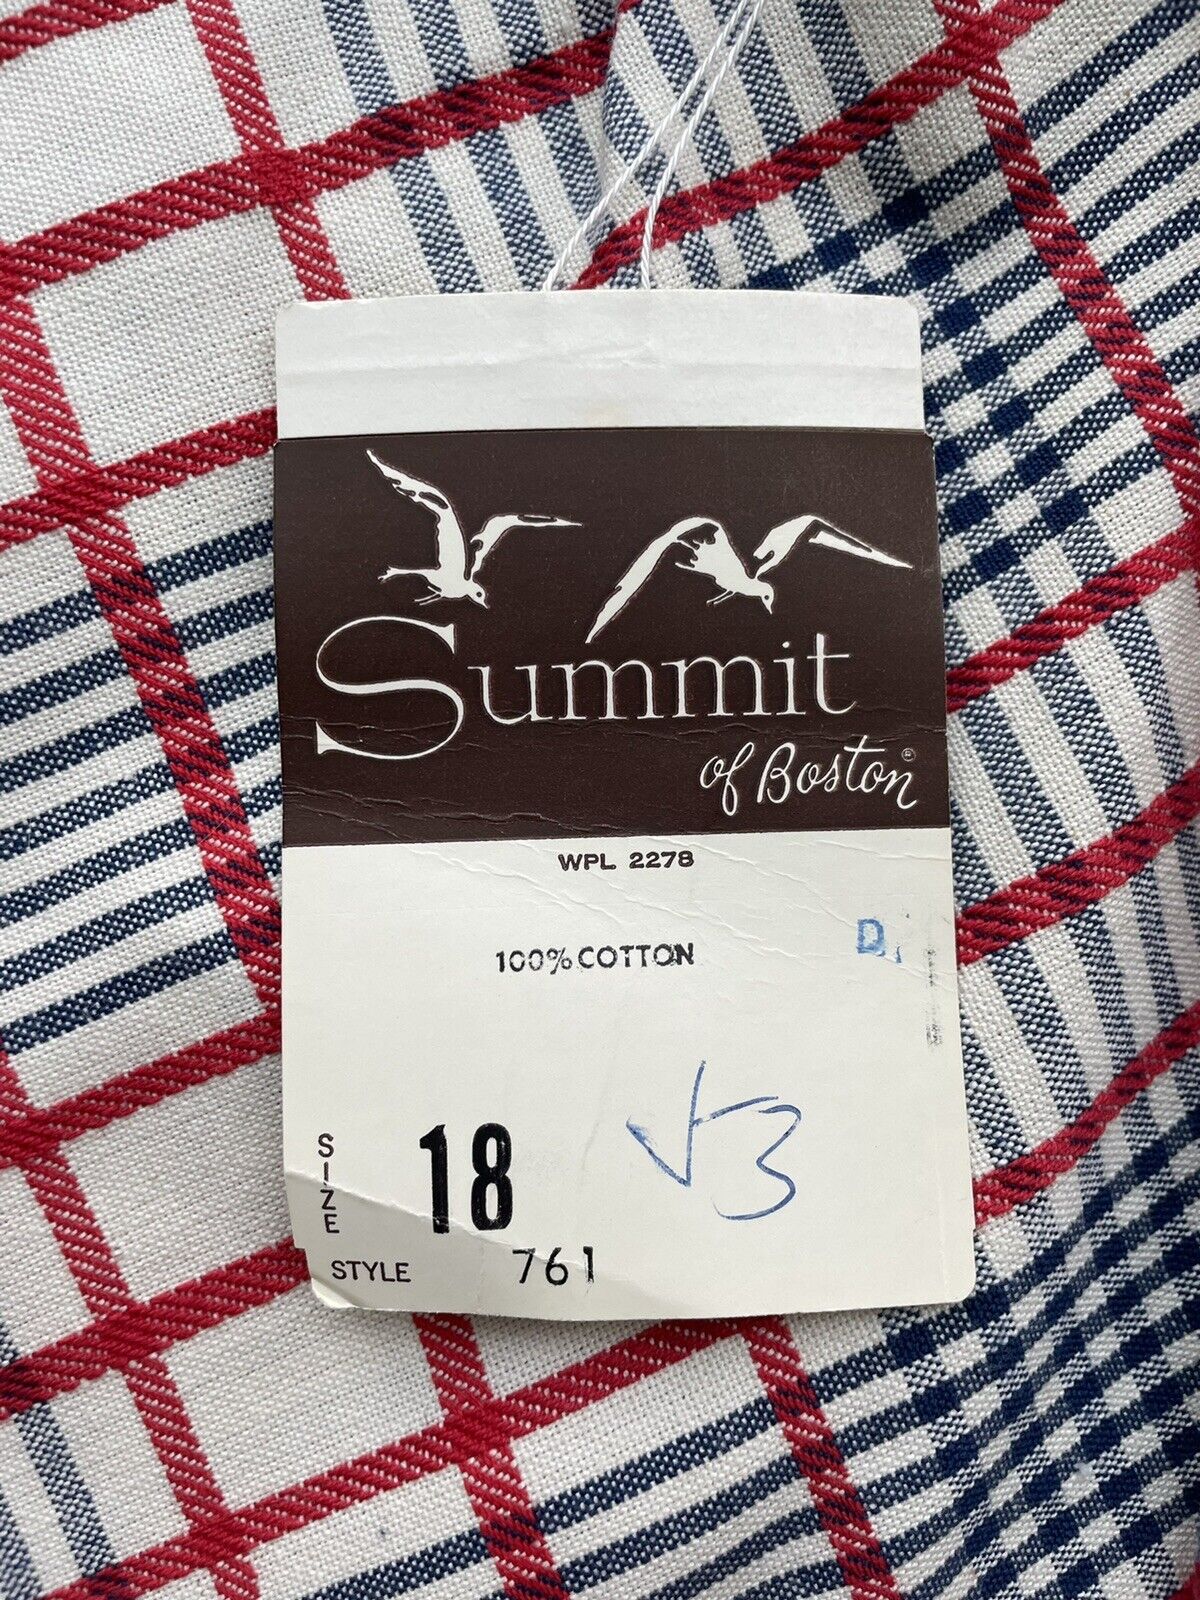 Summit
of Boston®
WPL 2278
100% COTTON
D.
SIZE 18
STYLE 761